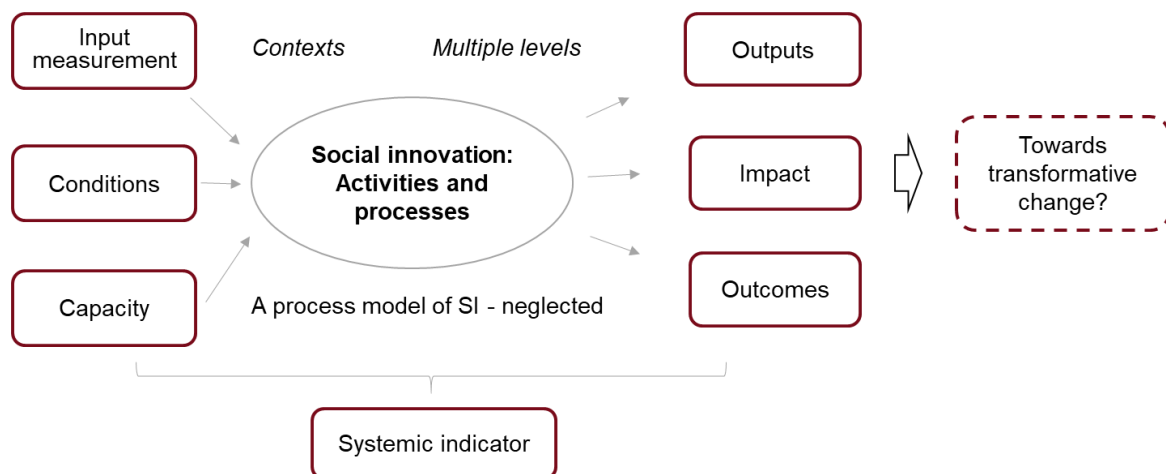 Input
measurement
Contexts
Multiple levels
Outputs
Conditions
Social innovation:
Activities and
processes
Impact
Towards
transformative
change?
Capacity
A process model of SI - neglected
Outcomes
Systemic indicator